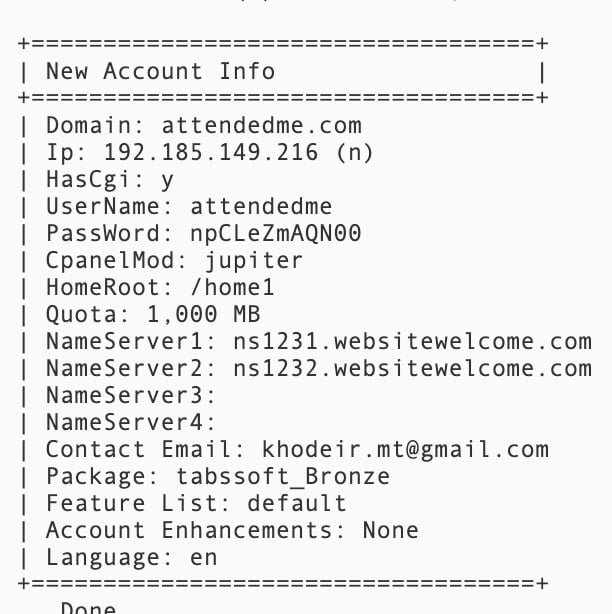 +===================================+
| New Account Info                  |
+===================================+
| Domain: attendedme.com
| Ip: 192.185.149.216 (n)
| HasCgi: y
| UserName: attendedme
| PassWord: npCLeZmAQN00
| CpanelMod: jupiter
| HomeRoot: /home1
| Quota: 1,000 MB
| NameServer1: ns1231.websitewelcome.com
| NameServer2: ns1232.websitewelcome.com
| NameServer3:
| NameServer4:
| Contact Email: khodeir.mt@gmail.com
| Package: tabssoft_Bronze
| Feature List: default
| Account Enhancements: None
| Language: en
+===================================+
Done